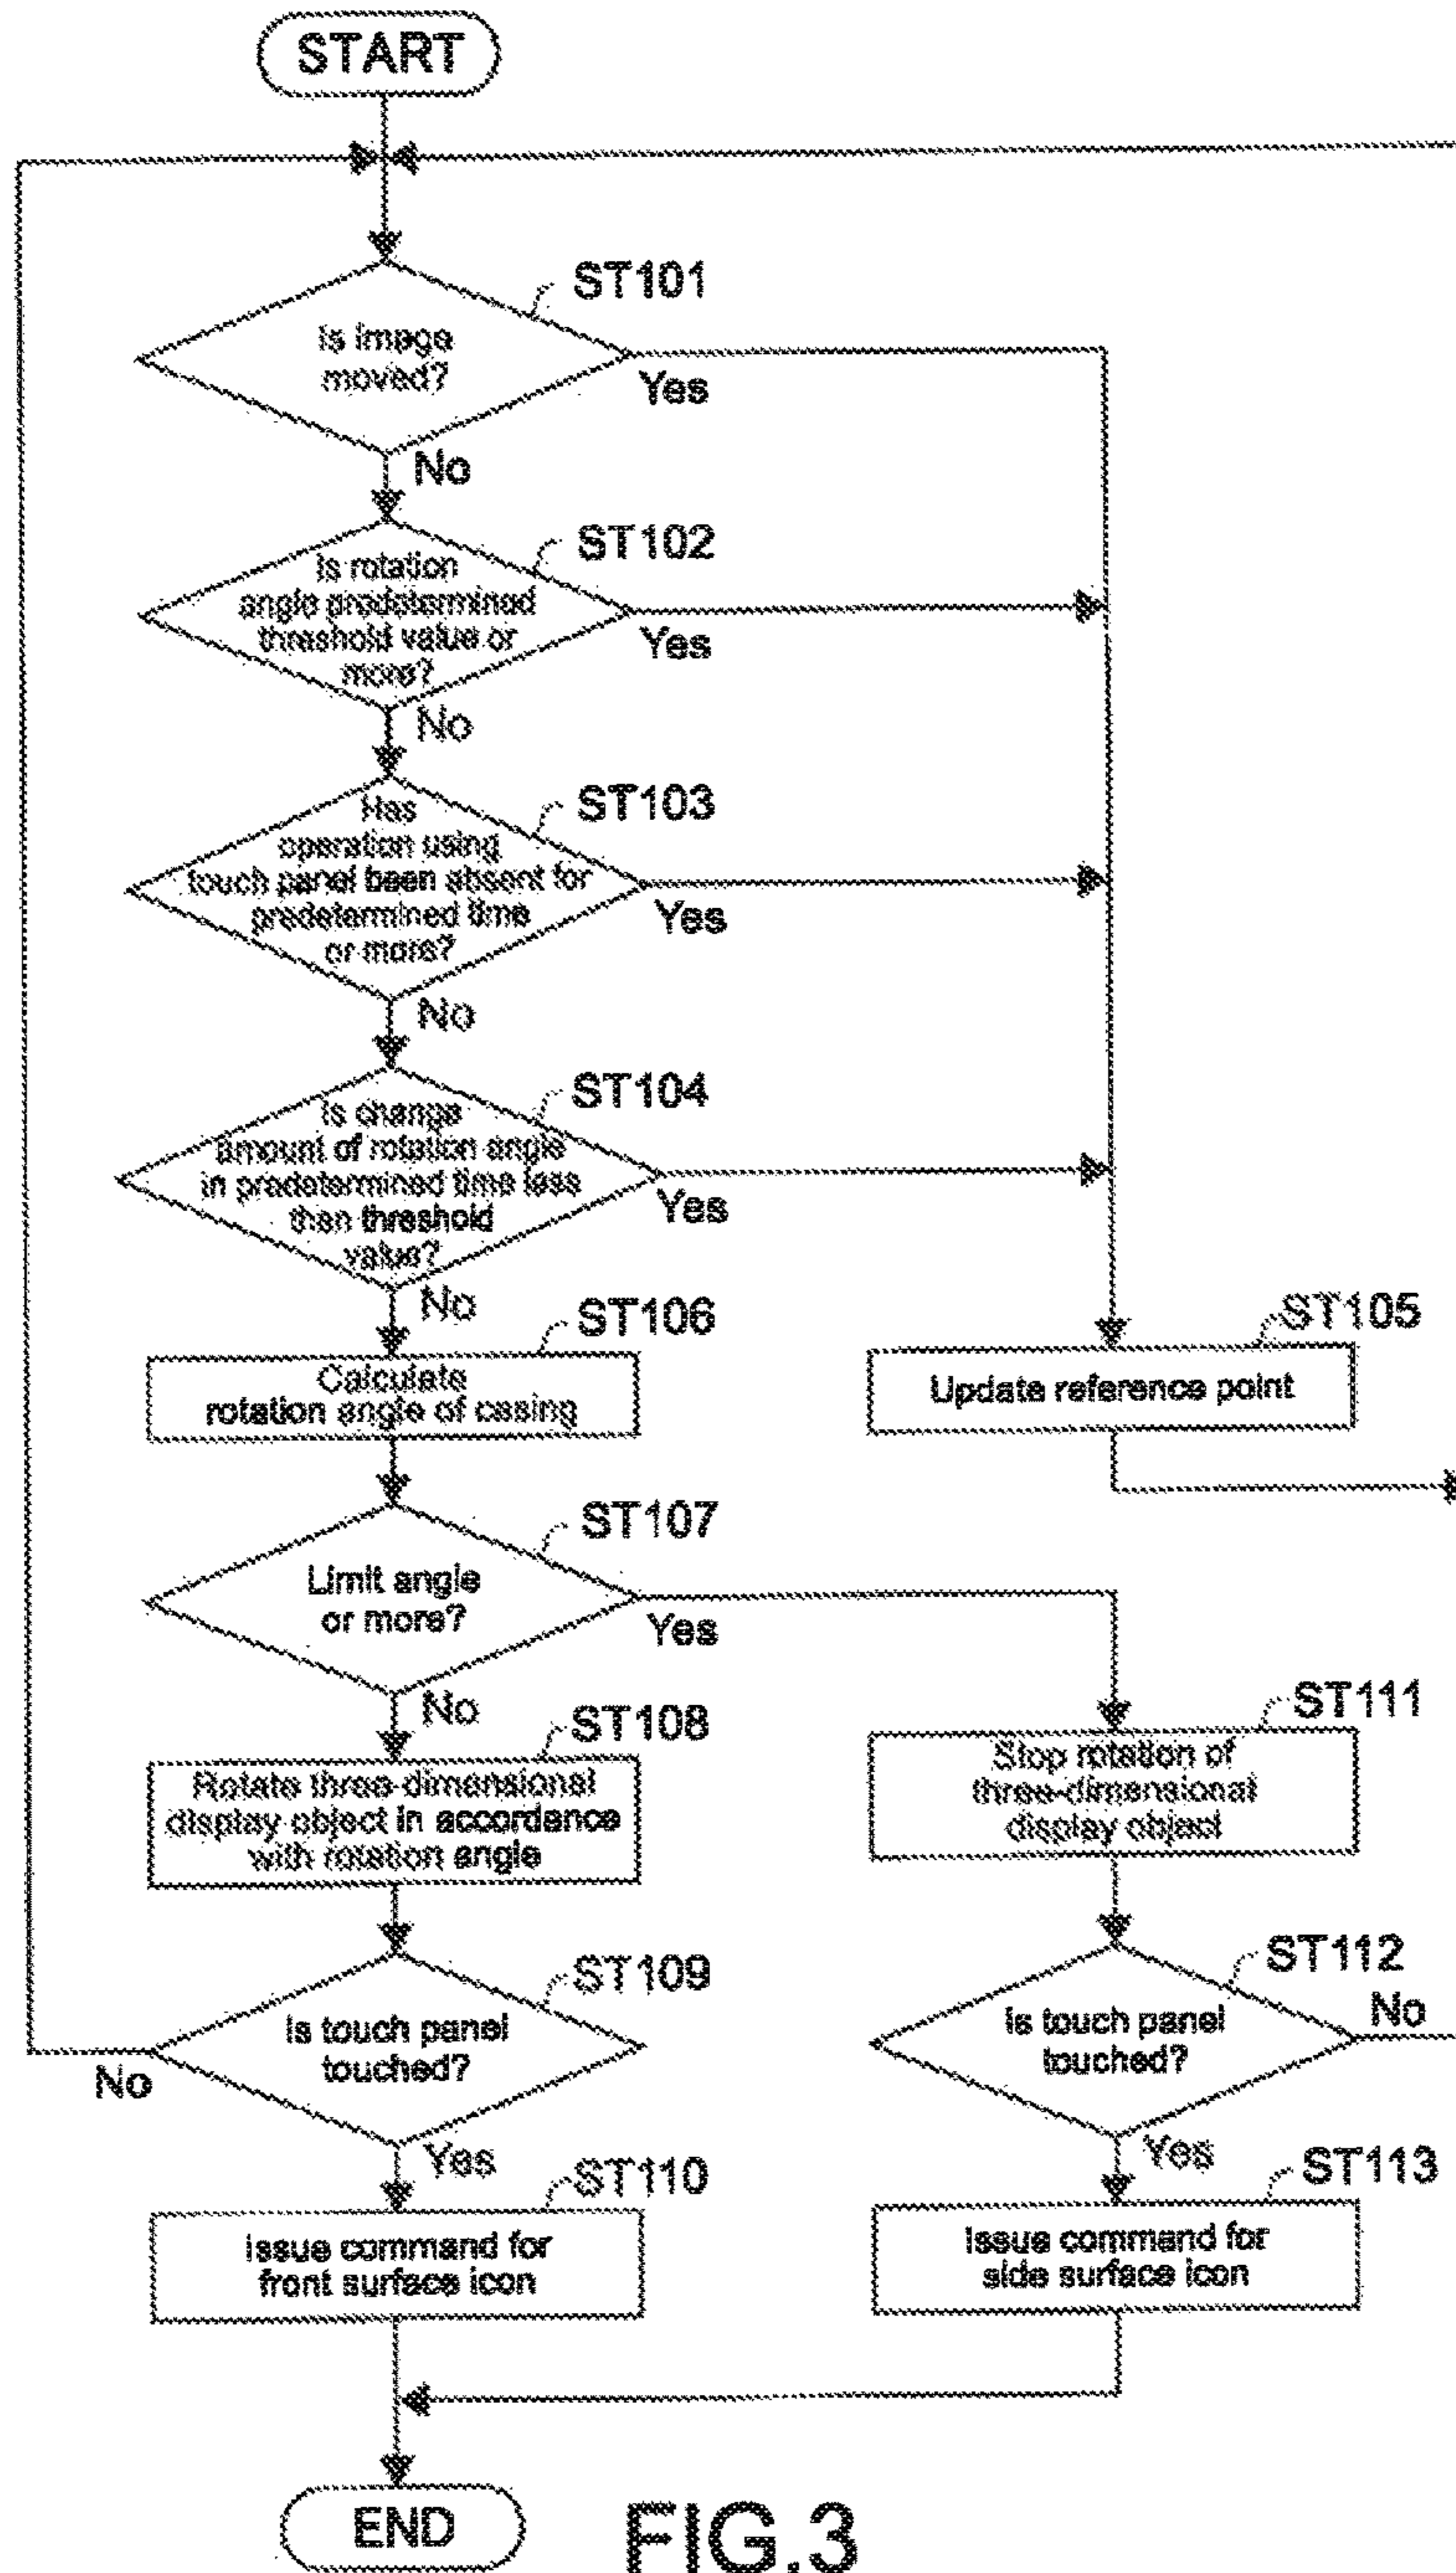 START
ST101
Is image
moved?
Yes
No
ST102
Is rotation
angle predetermined
threshold value or
more?
Yes
No
ST103
Has
operation using
touch panel been absent for
predetermined time
or more?
Yes
No
ST104
Is change
amount of rotation angle
in predetermined time less
than threshold
value?
Yes
No
ST106
Calculate
rotation angle of casing
ST105
Update reference point
ST107
Limit angle
or more?
Yes
No
ST108
Rotate three-dimensional
display object in accordance
with rotation angle
ST111
Stop rotation of
three-dimensional
display object
ST109
Is touch panel
touched?
No
Yes
ST112
Is touch panel
touched?
No
Yes
ST110
Issue command for
front surface icon
ST113
Issue command for
side surface icon
END
FIG.3